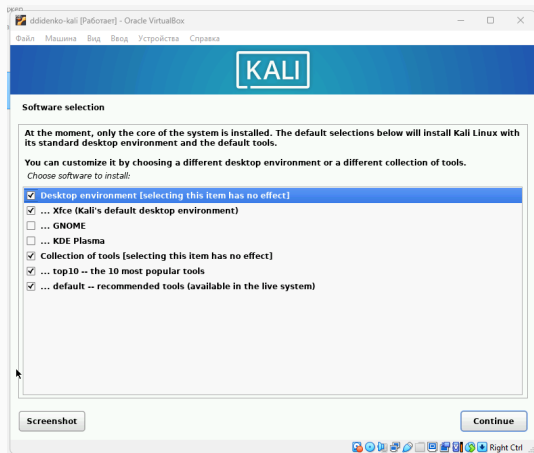 ddidenko-kali [Работает] - Oracle VirtualBox
Файл Машина Вид Ввод Устройства Справка
KALI
Software selection
At the moment, only the core of the system is installed. The default selections below will install Kali Linux with
its standard desktop environment and the default tools.
You can customize it by choosing a different desktop environment or a different collection of tools.
Choose software to install:
Desktop environment [selecting this item has no effect]
... Xfce (Kali's default desktop environment)
... GNOME
... KDE Plasma
Collection of tools [selecting this item has no effect]
... top10 -- the 10 most popular tools
... default -- recommended tools (available in the live system)
Screenshot Continue
Right Ctrl